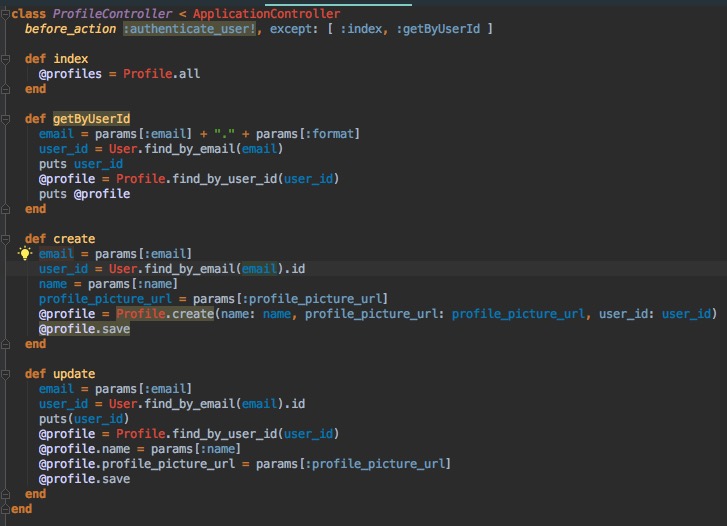 class ProfileController < ApplicationController
  before_action :authenticate_user!, except: [ :index, :getByUserId ]

  def index
    @profiles = Profile.all
  end

  def getByUserId
    email = params[:email] + "." + params[:format]
    user_id = User.find_by_email(email)
    puts user_id
    @profile = Profile.find_by_user_id(user_id)
    puts @profile
  end

  def create
    email = params[:email]
    user_id = User.find_by_email(email).id
    name = params[:name]
    profile_picture_url = params[:profile_picture_url]
    @profile = Profile.create(name: name, profile_picture_url: profile_picture_url, user_id: user_id)
    @profile.save
  end

  def update
    email = params[:email]
    user_id = User.find_by_email(email).id
    puts(user_id)
    @profile = Profile.find_by_user_id(user_id)
    @profile.name = params[:name]
    @profile.profile_picture_url = params[:profile_picture_url]
    @profile.save
  end
end